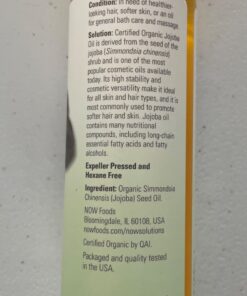 Condition: In need of healthier-
looking hair, softer skin, or an oil
for general bath care and massage.
Solution: Certified Organic Jojoba
Oil is derived from the seed of the
jojoba (Simmondsia chinensis)
shrub and is one of the most
popular cosmetic oils available
today. Its high stability and
cosmetic versatility make it ideal
for all skin and hair types, and it is
most commonly used to promote
softer hair and skin. Jojoba oil
contains many nutritional
compounds, including long-chain
essential fatty acids and fatty
alcohols.
Expeller Pressed and
Hexane Free
Ingredient: Organic Simmondsia
Chinensis (Jojoba) Seed Oil.
NOW Foods
Bloomingdale, IL 60108, USA
nowfoods.com/nowsolutions
Certified Organic by QAI.
Packaged and quality tested
in the USA.